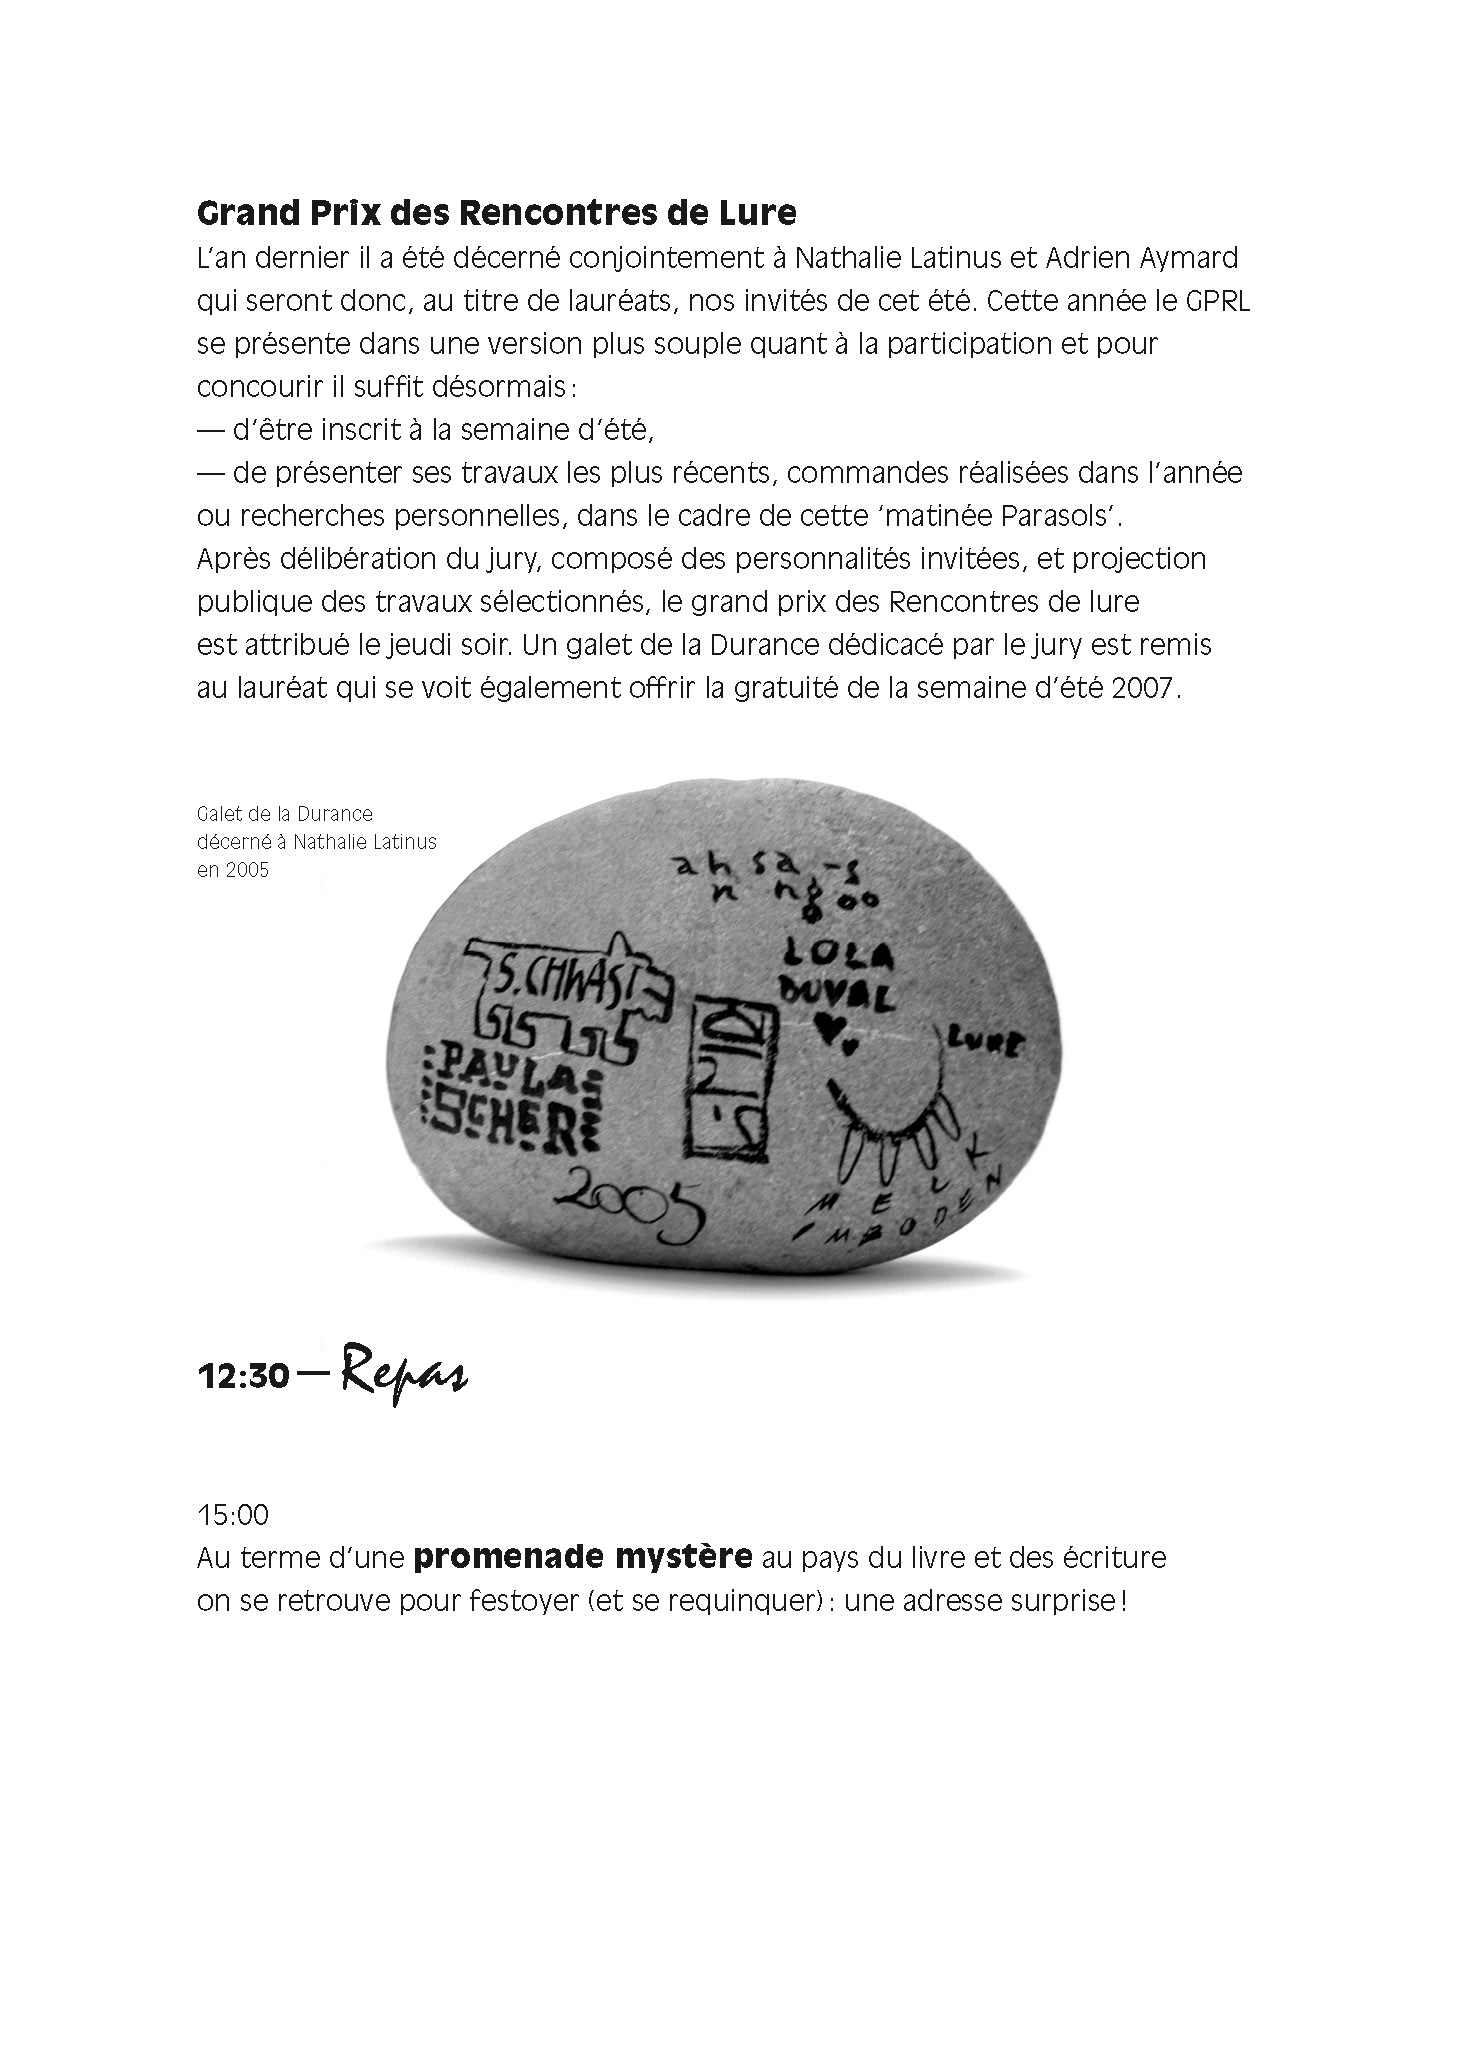 Grand Prix des Rencontres de Lure
L’an dernier il a été décerné conjointement à Nathalie Latinus et Adrien Aymard
qui seront donc, au titre de lauréats, nos invités de cet été. Cette année le GPRL
se présente dans une version plus souple quant à la participation et pour
concourir il suffit désormais :
— d’être inscrit à la semaine d’été,
— de présenter ses travaux les plus récents, commandes réalisées dans l’année
ou recherches personnelles, dans le cadre de cette ‘matinée Parasols’.
Après délibération du jury, composé des personnalités invitées, et projection
publique des travaux sélectionnés, le grand prix des Rencontres de lure
est attribué le jeudi soir. Un galet de la Durance dédicacé par le jury est remis
au lauréat qui se voit également offrir la gratuité de la semaine d’été 2007.
Galet de la Durance
décerné à Nathalie Latinus
en 2005
S.CHWAST
PAULA
SCHER
2005
LOLA
DUVAL
LURE
MELK
IMBODEN
12:30 — Repas
15:00
Au terme d’une promenade mystère au pays du livre et des écriture
on se retrouve pour festoyer (et se requinquer) : une adresse surprise !